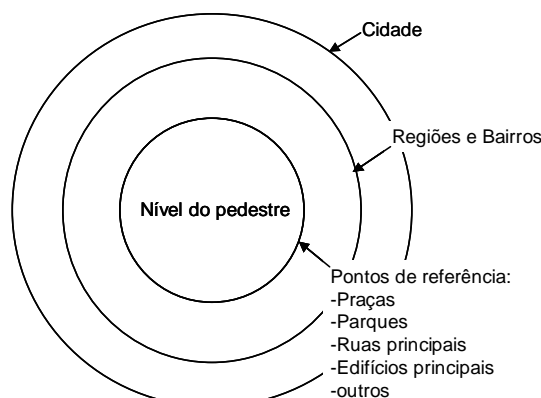 Cidade
Regiões e Bairros
Nível do pedestre
Pontos de referência:
-Praças
-Parques
-Ruas principais
-Edifícios principais
-outros